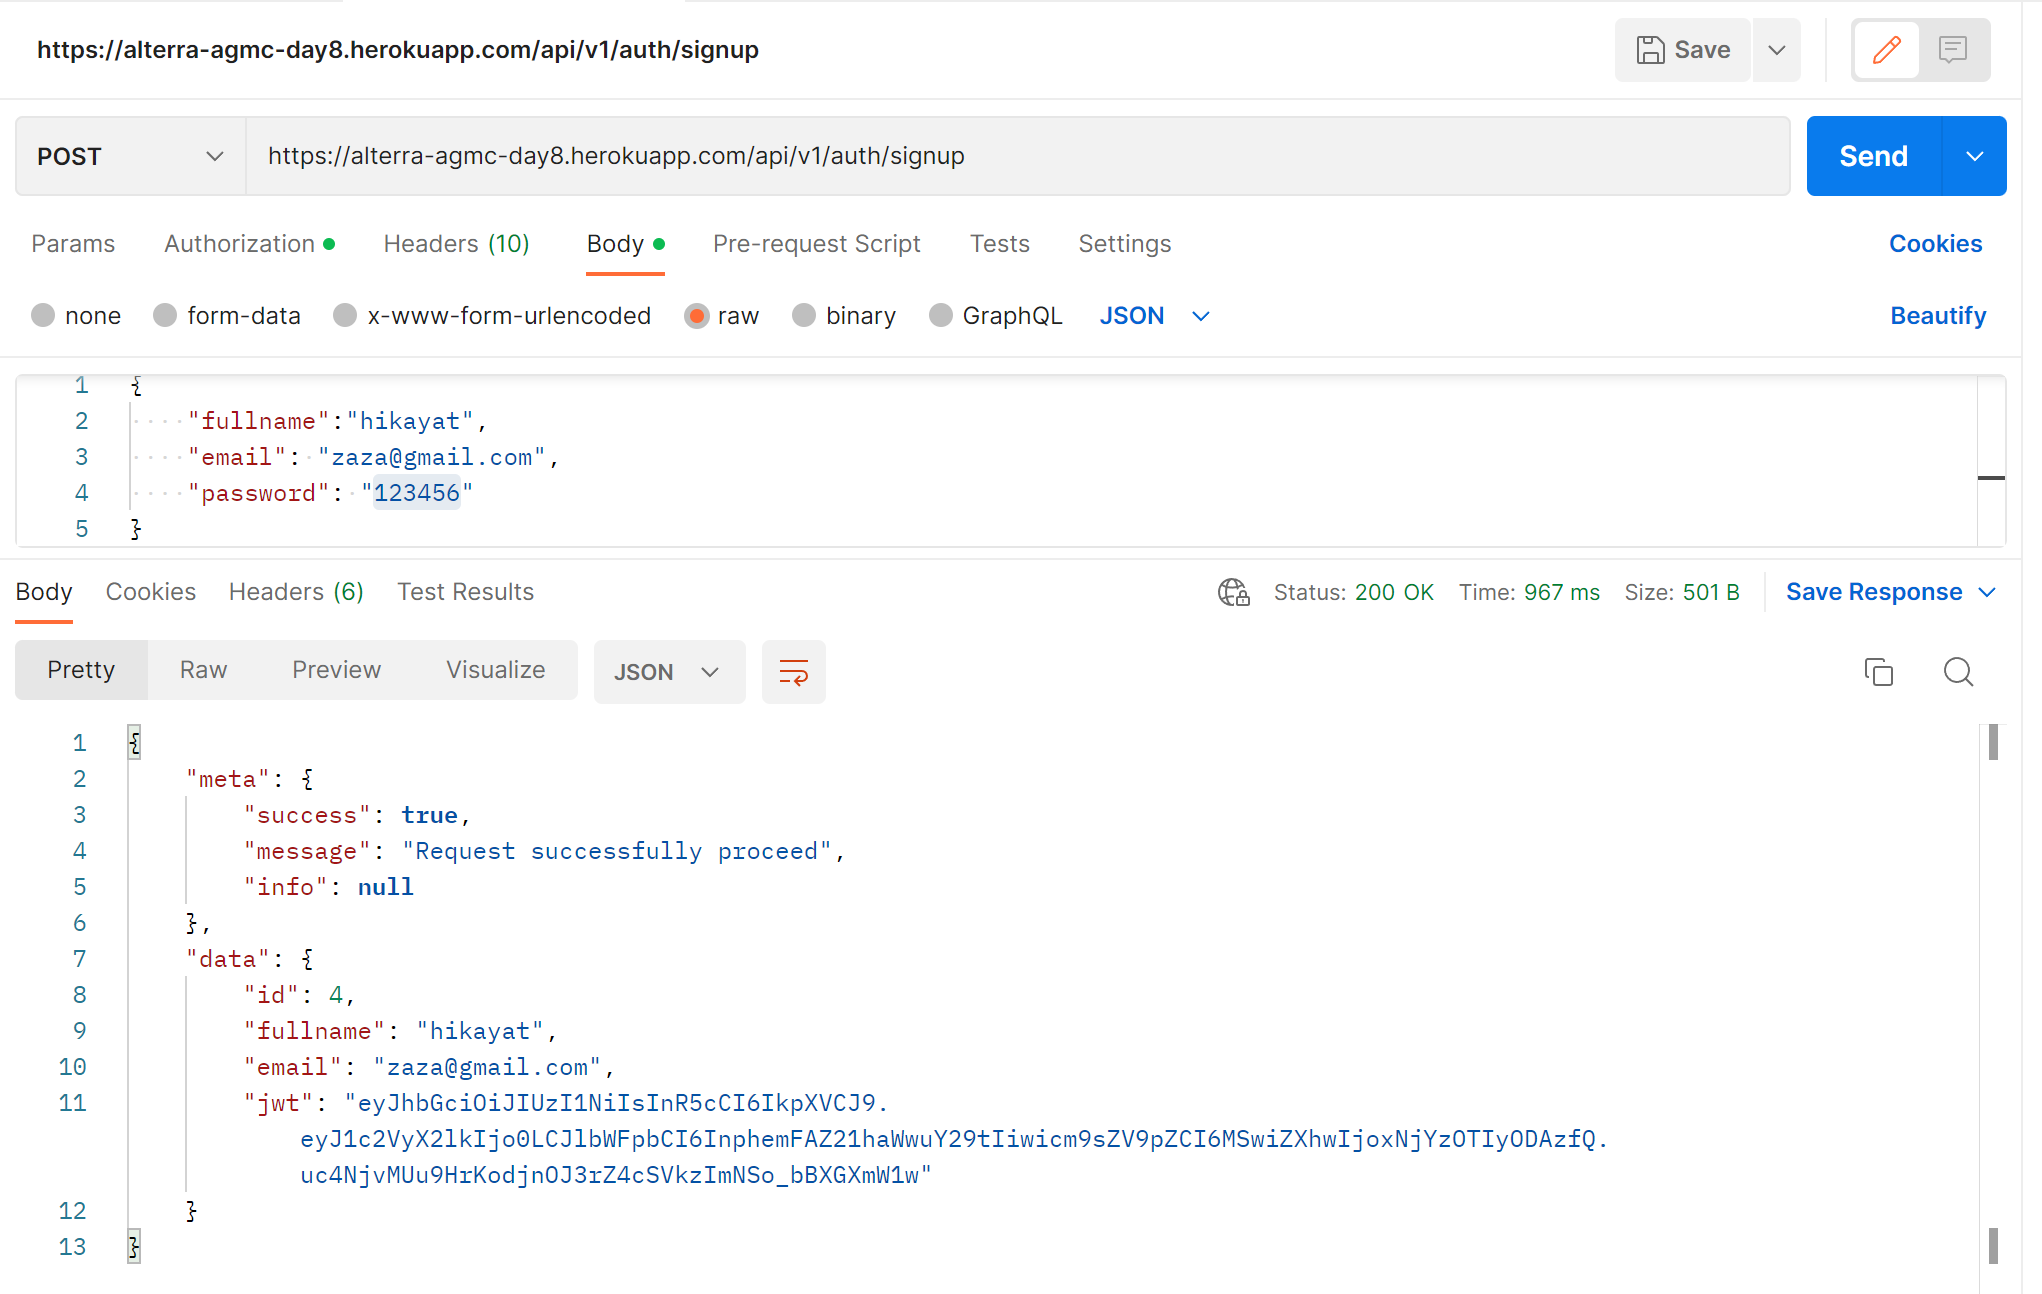 https://alterra-agmc-day8.herokuapp.com/api/v1/auth/signup
Save
POST
https://alterra-agmc-day8.herokuapp.com/api/v1/auth/signup
Send
Params Authorization Headers (10) Body Pre-request Script Tests Settings Cookies
none form-data x-www-form-urlencoded raw binary GraphQL JSON Beautify
1 {
2 "fullname":"hikayat",
3 "email": "zaza@gmail.com",
4 "password": "123456"
5 }
Body Cookies Headers (6) Test Results Status: 200 OK Time: 967 ms Size: 501 B Save Response
Pretty Raw Preview Visualize JSON
1 {
2 "meta": {
3 "success": true,
4 "message": "Request successfully proceed",
5 "info": null
6 },
7 "data": {
8 "id": 4,
9 "fullname": "hikayat",
10 "email": "zaza@gmail.com",
11 "jwt": "eyJhbGciOiJIUzI1NiIsInR5cCI6IkpXVCJ9.
eyJ1c2VyX2lkIjo0LCJlbWFpbCI6InphemFAZ21haWwuY29tIiwicm9sZV9pZCI6MSwiZXhwIjoxNjYzOTIyODAzfQ.
uc4NjvMUu9HrKodjnOJ3rZ4cSVkzImNSo_bBXGXmW1w"
12 }
13 }